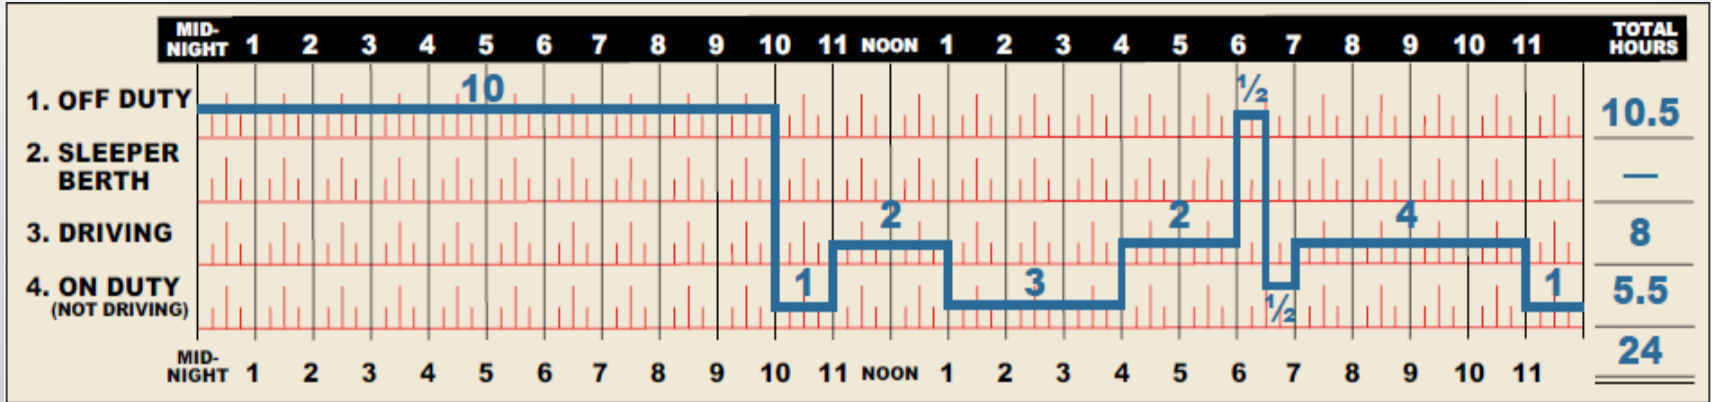 MID-NIGHT 1 2 3 4 5 6 7 8 9 10 11 NOON 1 2 3 4 5 6 7 8 9 10 11 TOTAL HOURS
10 ½
1. OFF DUTY 10.5
2. SLEEPER BERTH —
2 2 4
3. DRIVING 8
1 3 1
4. ON DUTY 5.5
(NOT DRIVING) ½
24
MID-NIGHT 1 2 3 4 5 6 7 8 9 10 11 NOON 1 2 3 4 5 6 7 8 9 10 11